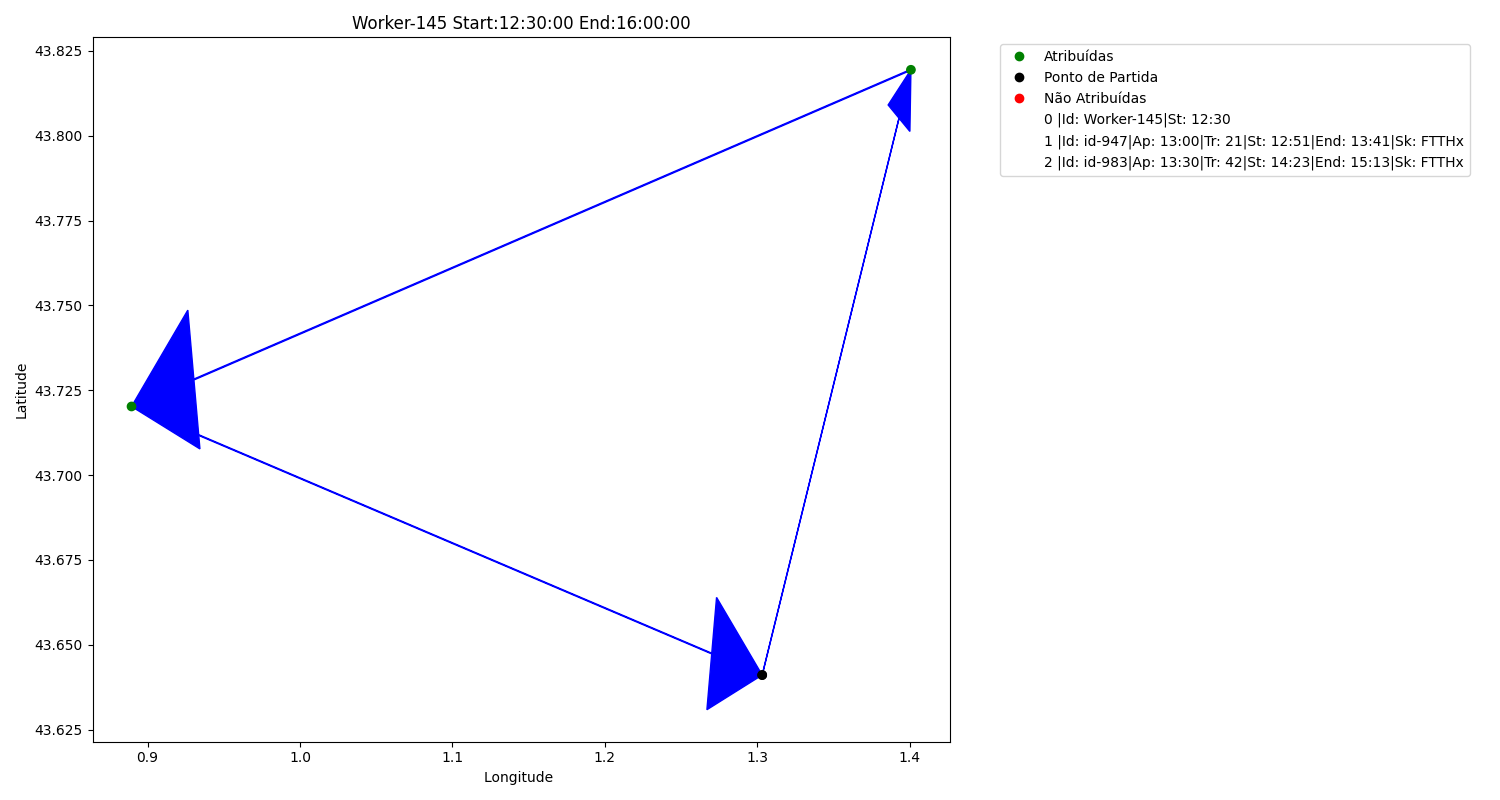 Worker-145 Start:12:30:00 End:16:00:00
43.825
43.800
43.775
43.750
43.725
43.700
43.675
43.650
43.625
Latitude
0.9 1.0 1.1 1.2 1.3 1.4
Longitude
Atribuídas
Ponto de Partida
Não Atribuídas
0 |Id: Worker-145|St: 12:30
1 |Id: id-947|Ap: 13:00|Tr: 21|St: 12:51|End: 13:41|Sk: FTTHx
2 |Id: id-983|Ap: 13:30|Tr: 42|St: 14:23|End: 15:13|Sk: FTTHx